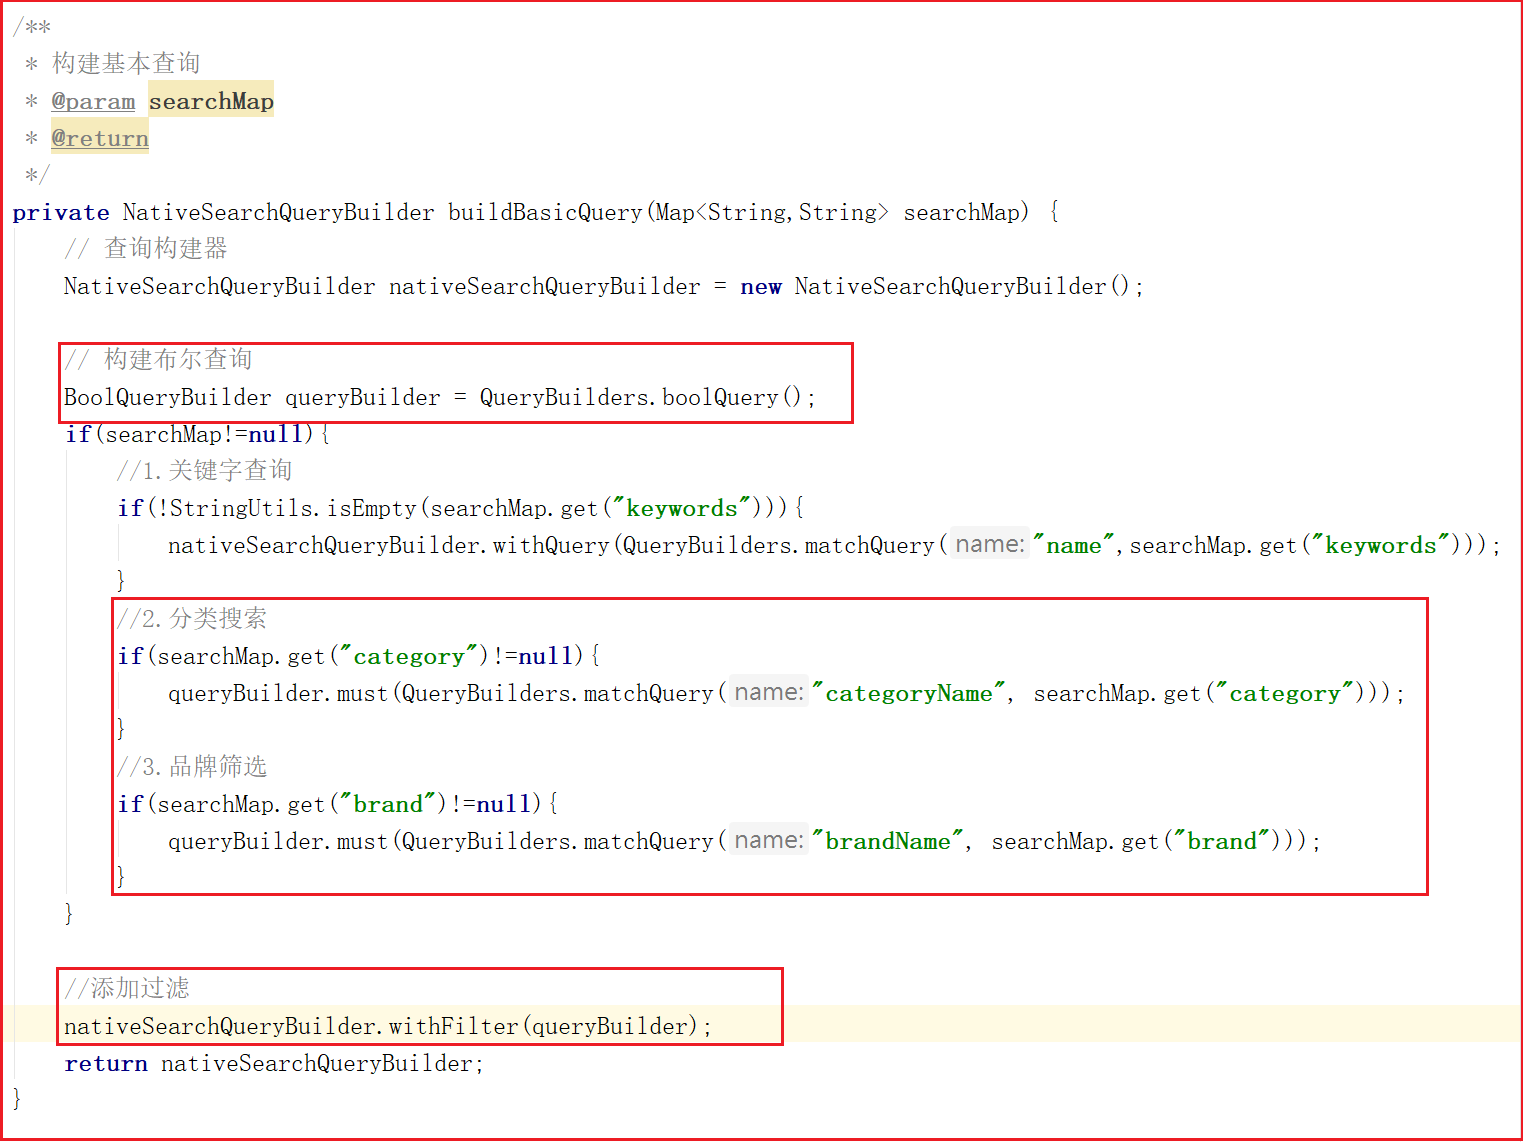 /**
* 构建基本查询
* @param searchMap
* @return
*/
private NativeSearchQueryBuilder buildBasicQuery(Map<String,String> searchMap) {
// 查询构建器
NativeSearchQueryBuilder nativeSearchQueryBuilder = new NativeSearchQueryBuilder();
// 构建布尔查询
BoolQueryBuilder queryBuilder = QueryBuilders.boolQuery();
if(searchMap!=null){
//1.关键字查询
if(!StringUtils.isEmpty(searchMap.get("keywords"))){
nativeSearchQueryBuilder.withQuery(QueryBuilders.matchQuery( name: "name",searchMap.get("keywords")));
}
//2.分类搜索
if(searchMap.get("category")!=null){
queryBuilder.must(QueryBuilders.matchQuery( name: "categoryName", searchMap.get("category")));
}
//3.品牌筛选
if(searchMap.get("brand")!=null){
queryBuilder.must(QueryBuilders.matchQuery( name: "brandName", searchMap.get("brand")));
}
}
//添加过滤
nativeSearchQueryBuilder.withFilter(queryBuilder);
return nativeSearchQueryBuilder;
}